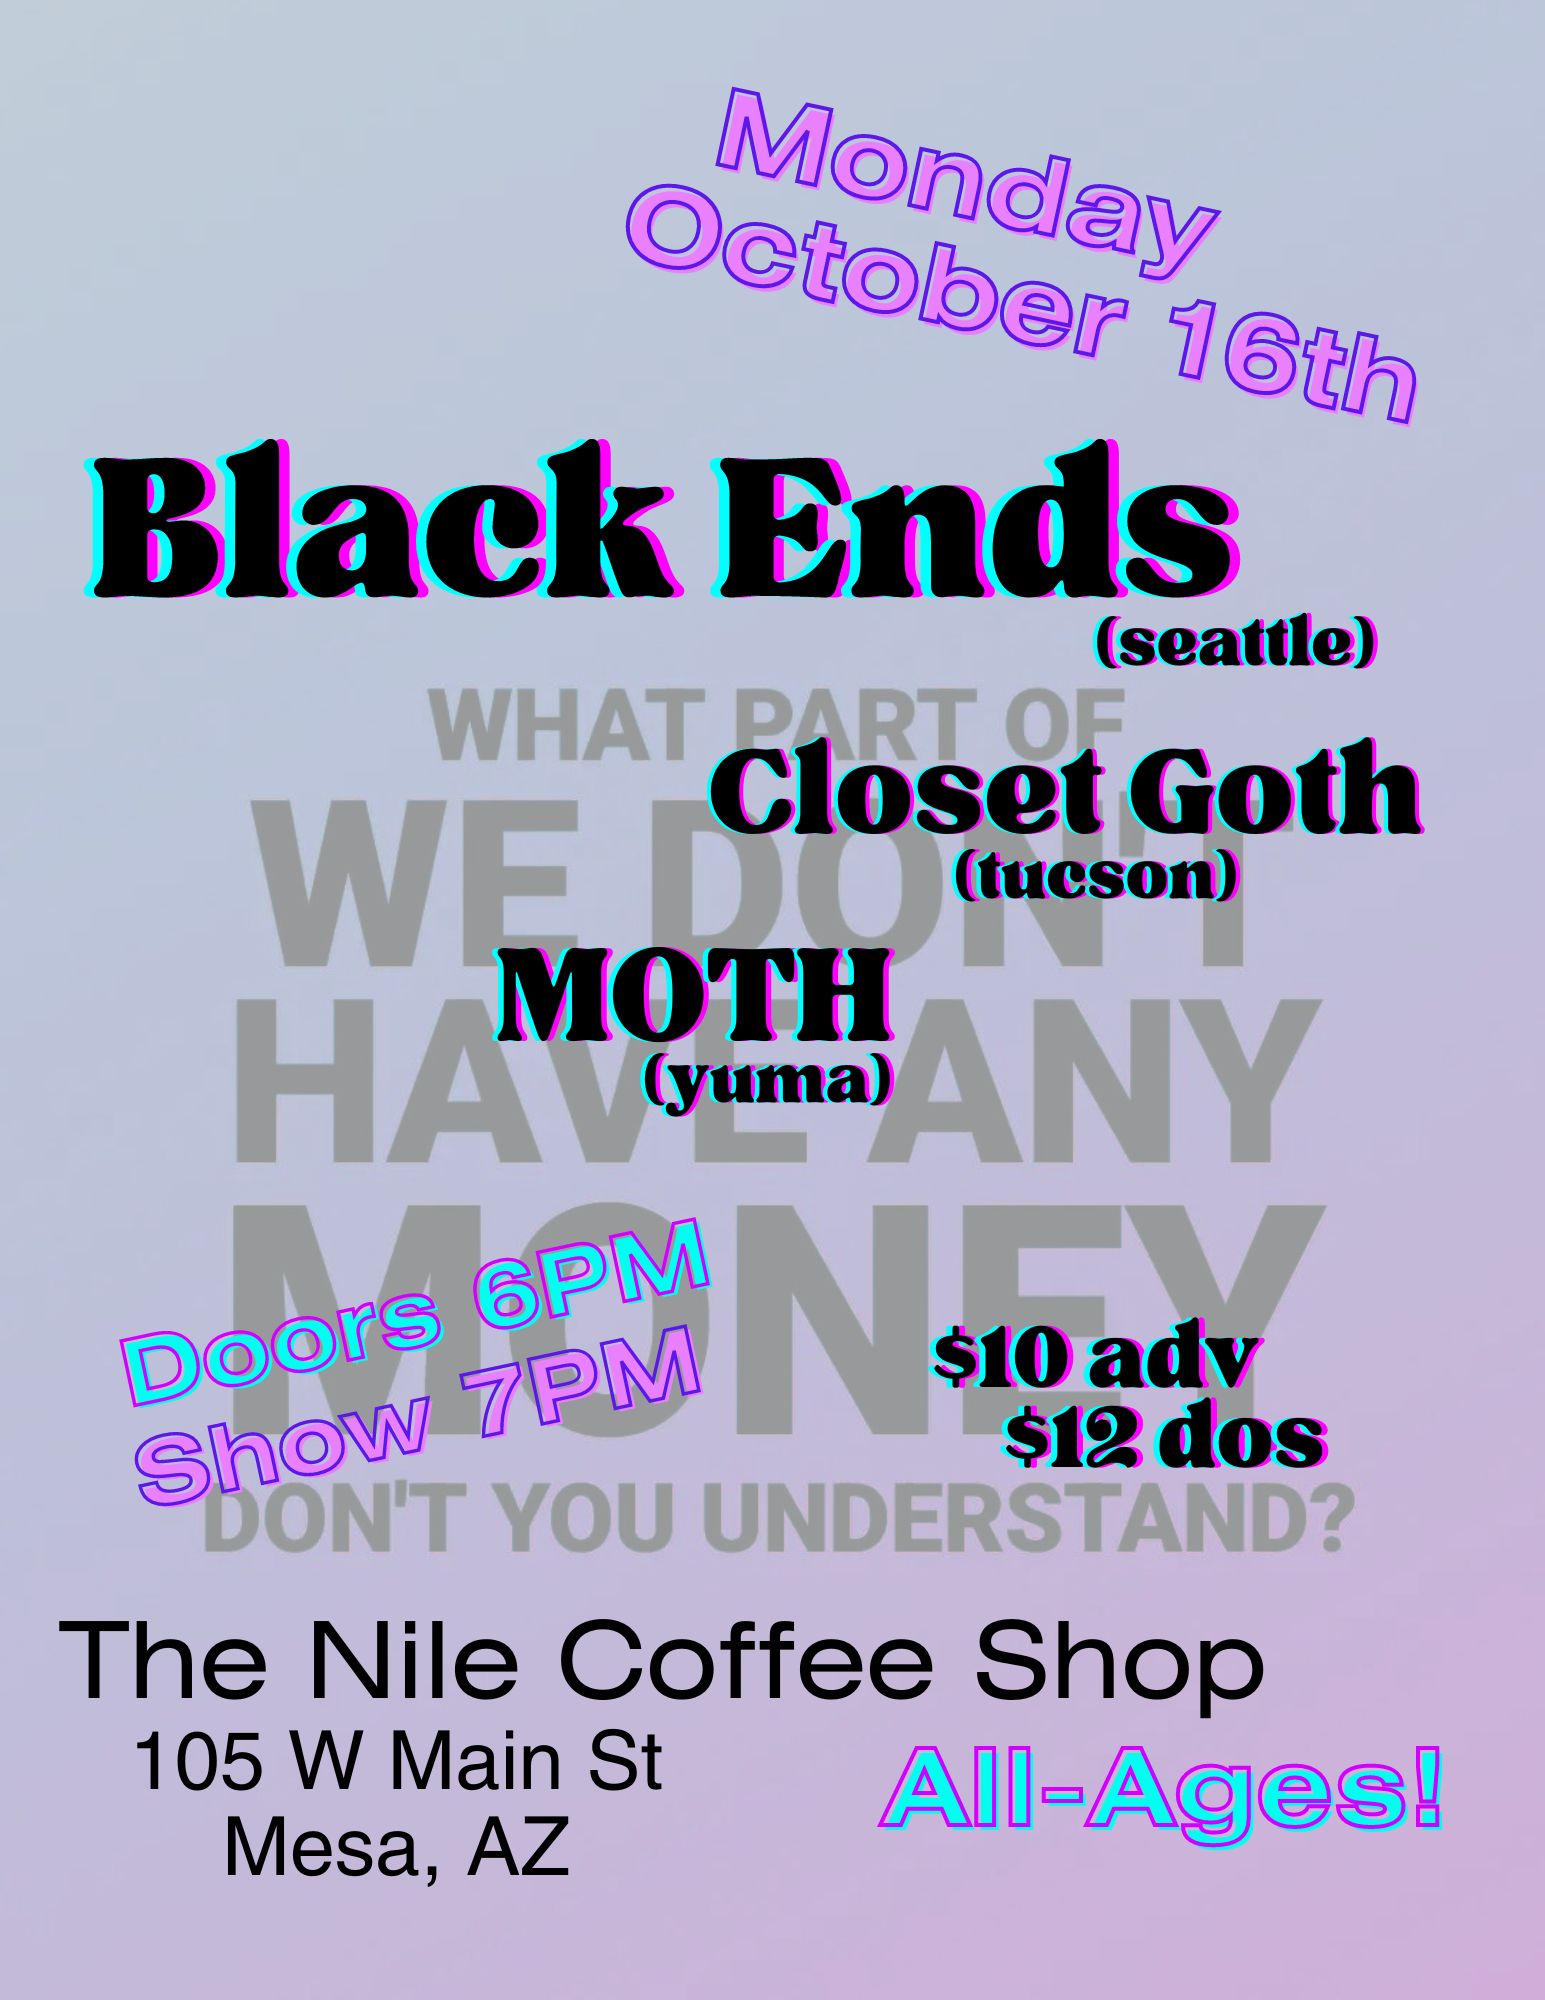 Monday
October 16th
Black Ends
(seattle)
WHAT PART OF
Closet Goth
WE DON'T
(tucson)
MOTH
HAVE ANY
(yuma)
MONEY
Doors 6PM
Show 7PM
$10 adv
$12 dos
DON'T YOU UNDERSTAND?
The Nile Coffee Shop
105 W Main St
Mesa, AZ
All-Ages!